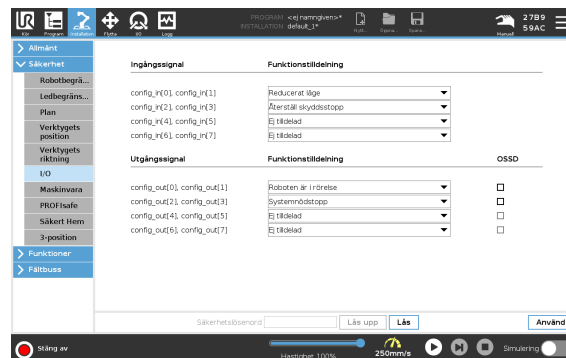 PROGRAM <ej namngiven>*
INSTALLATION default_1*
27B9
59AC
Kör
Program
Installation
Flytta
I/O
Logg
Nytt...
Öppna...
Spara...
Manuell
Allmänt
Säkerhet
Robotbegrä...
Ledbegräns...
Plan
Verktygets
position
Verktygets
riktning
I/O
Maskinvara
PROFIsafe
Säkert Hem
3-position
Funktioner
Fältbuss
Ingångssignal Funktionstilldelning
config_in[0], config_in[1] Reducerat läge
config_in[2], config_in[3] Återställ skyddsstopp
config_in[4], config_in[5] Ej tilldelad
config_in[6], config_in[7] Ej tilldelad
Utgångssignal Funktionstilldelning OSSD
config_out[0], config_out[1] Roboten är i rörelse
config_out[2], config_out[3] Systemnödstopp
config_out[4], config_out[5] Ej tilldelad
config_out[6], config_out[7] Ej tilldelad
Säkerhetslösenord Lås upp Lås Använd
Stäng av
Hastighet 100%
250mm/s
Simulering